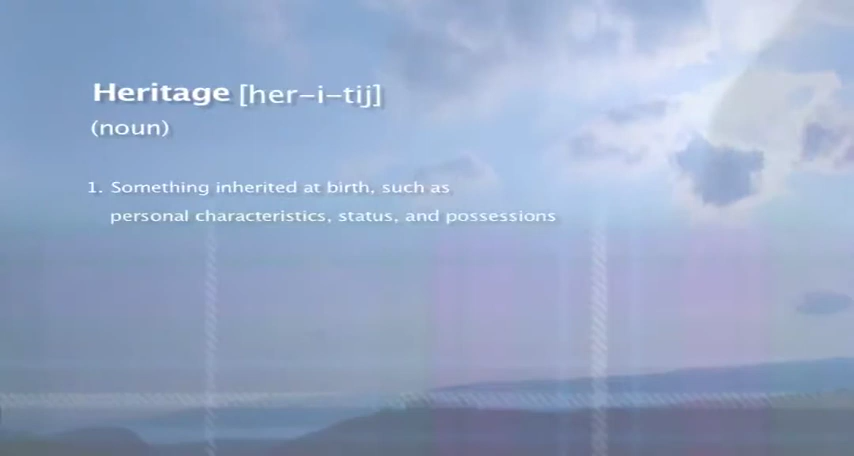 Heritage [her-i-tij]
(noun)
1. Something inherited at birth, such as
personal characteristics, status, and possessions